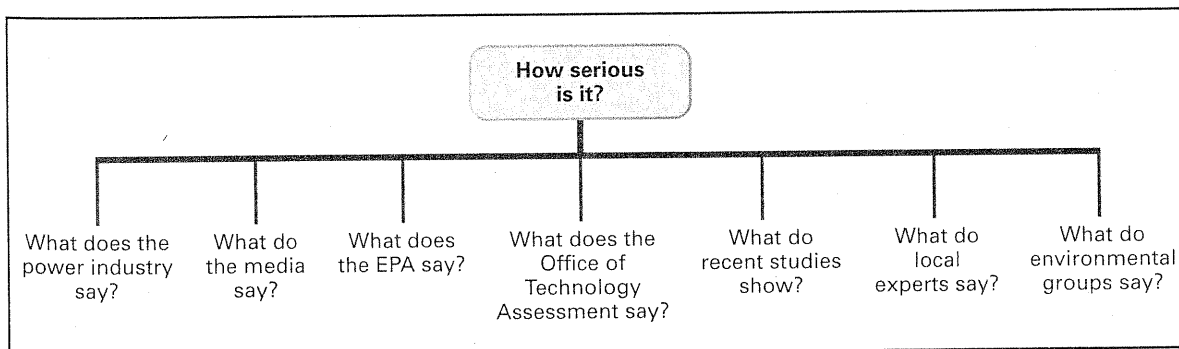 How serious
is it?
What does the
power industry
say?
What do
the media
say?
What does
the EPA say?
What does the
Office of
Technology
Assessment say?
What do
recent studies
show?
What do
local
experts say?
What do
environmental
groups say?